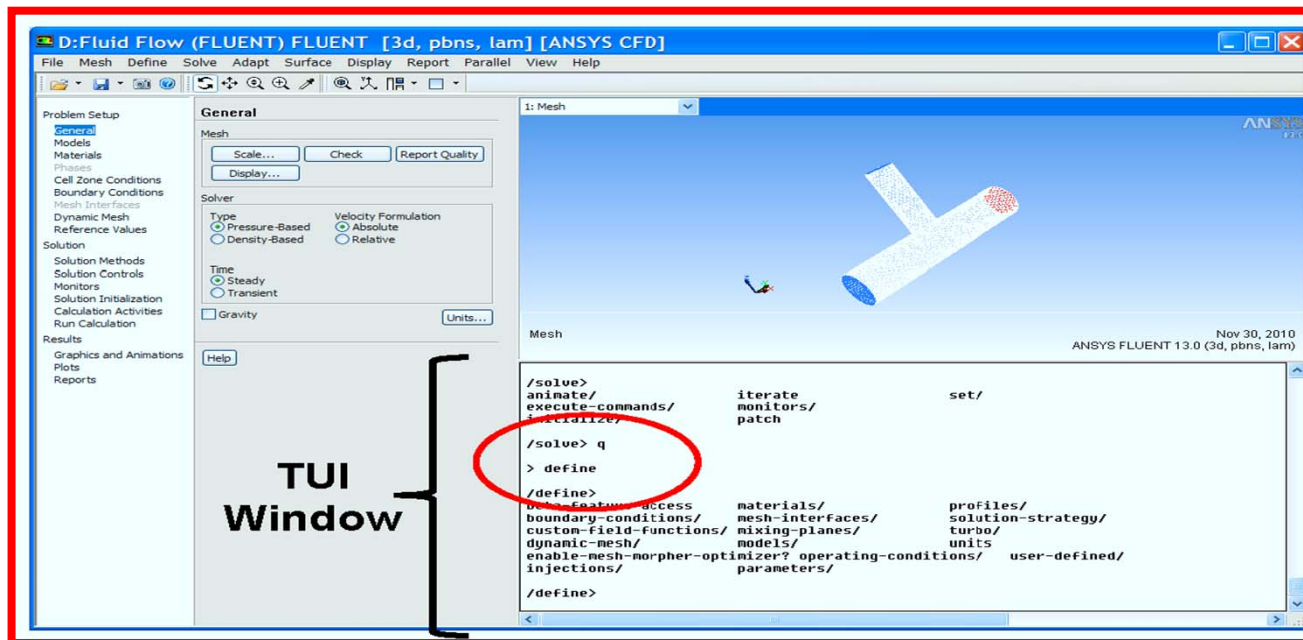 D:Fluid Flow (FLUENT) FLUENT [3d, pbns, lam] [ANSYS CFD]
File Mesh Define Solve Adapt Surface Display Report Parallel View Help
Problem Setup
General
Models
Materials
Phases
Cell Zone Conditions
Boundary Conditions
Mesh Interfaces
Dynamic Mesh
Reference Values
Solution
Solution Methods
Solution Controls
Monitors
Solution Initialization
Calculation Activities
Run Calculation
Results
Graphics and Animations
Plots
Reports
General
Mesh
Scale... Check Report Quality
Display...
Solver
Type Velocity Formulation
Pressure-Based Absolute
Density-Based Relative
Time
Steady
Transient
Gravity Units...
Help
TUI
Window
1: Mesh
ANSYS
13.0
Mesh
Nov 30, 2010
ANSYS FLUENT 13.0 (3d, pbns, lam)
/solve>
animate/ iterate set/
execute-commands/ monitors/
initialize/ patch
/solve> q
> define
/define>
beta-feature-access materials/ profiles/
boundary-conditions/ mesh-interfaces/ solution-strategy/
custom-field-functions/ mixing-planes/ turbo/
dynamic-mesh/ models/ units
enable-mesh-morpher-optimizer? operating-conditions/ user-defined/
injections/ parameters/
/define>